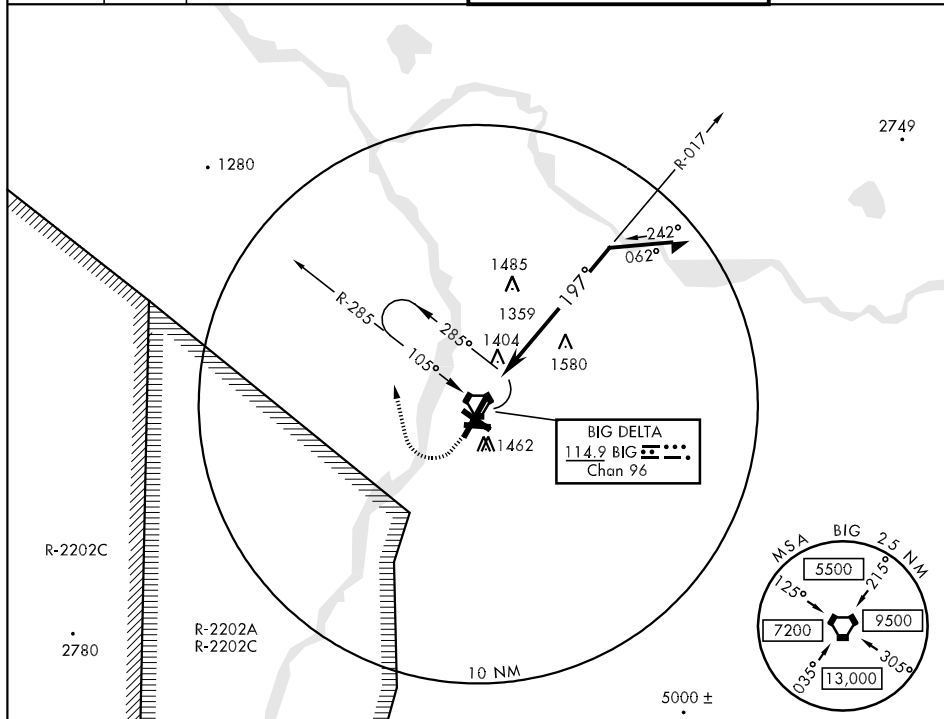 2749
1280
R-017
242°
062°
1485
197°
1359
R-285
285°
1404
1580
105°
BIG DELTA
114.9 BIG
Chan 96
1462
R-2202C
MSA BIG 25 NM
5500
125°
215°
7200
9500
R-2202A
R-2202C
2780
035°
305°
13,000
10 NM
5000 ±